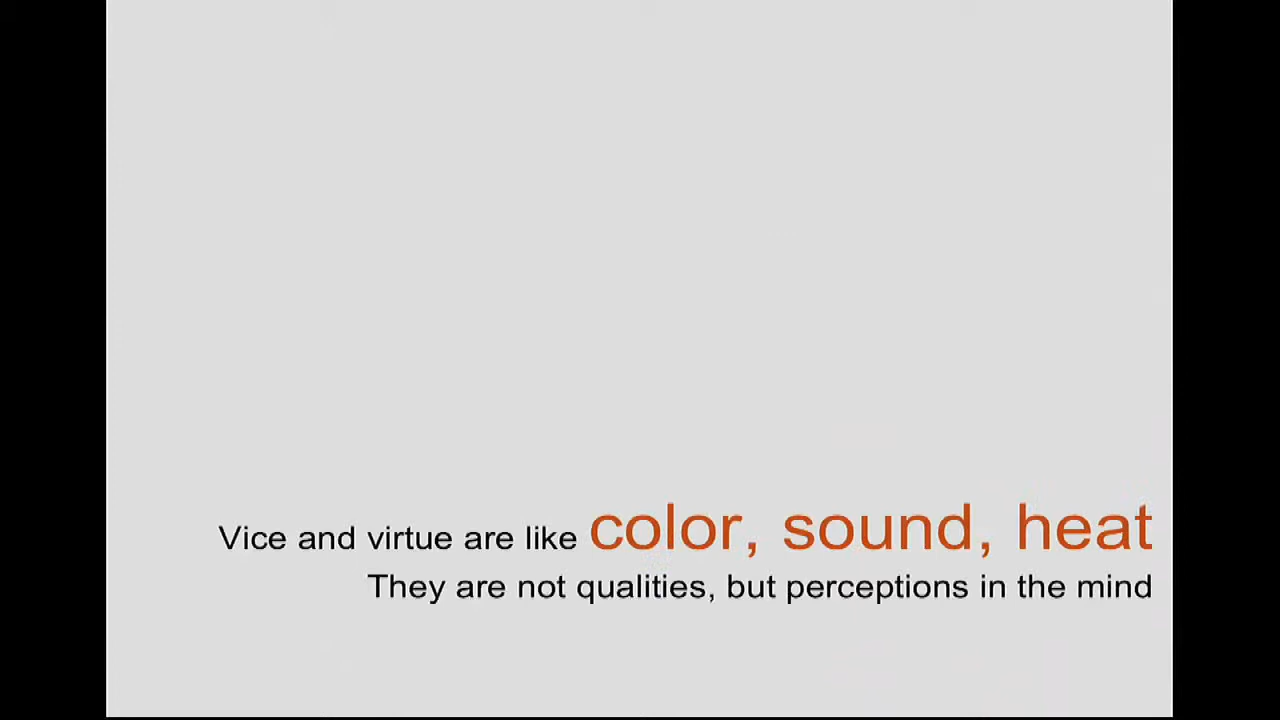 Vice and virtue are like color, sound, heat
They are not qualities, but perceptions in the mind